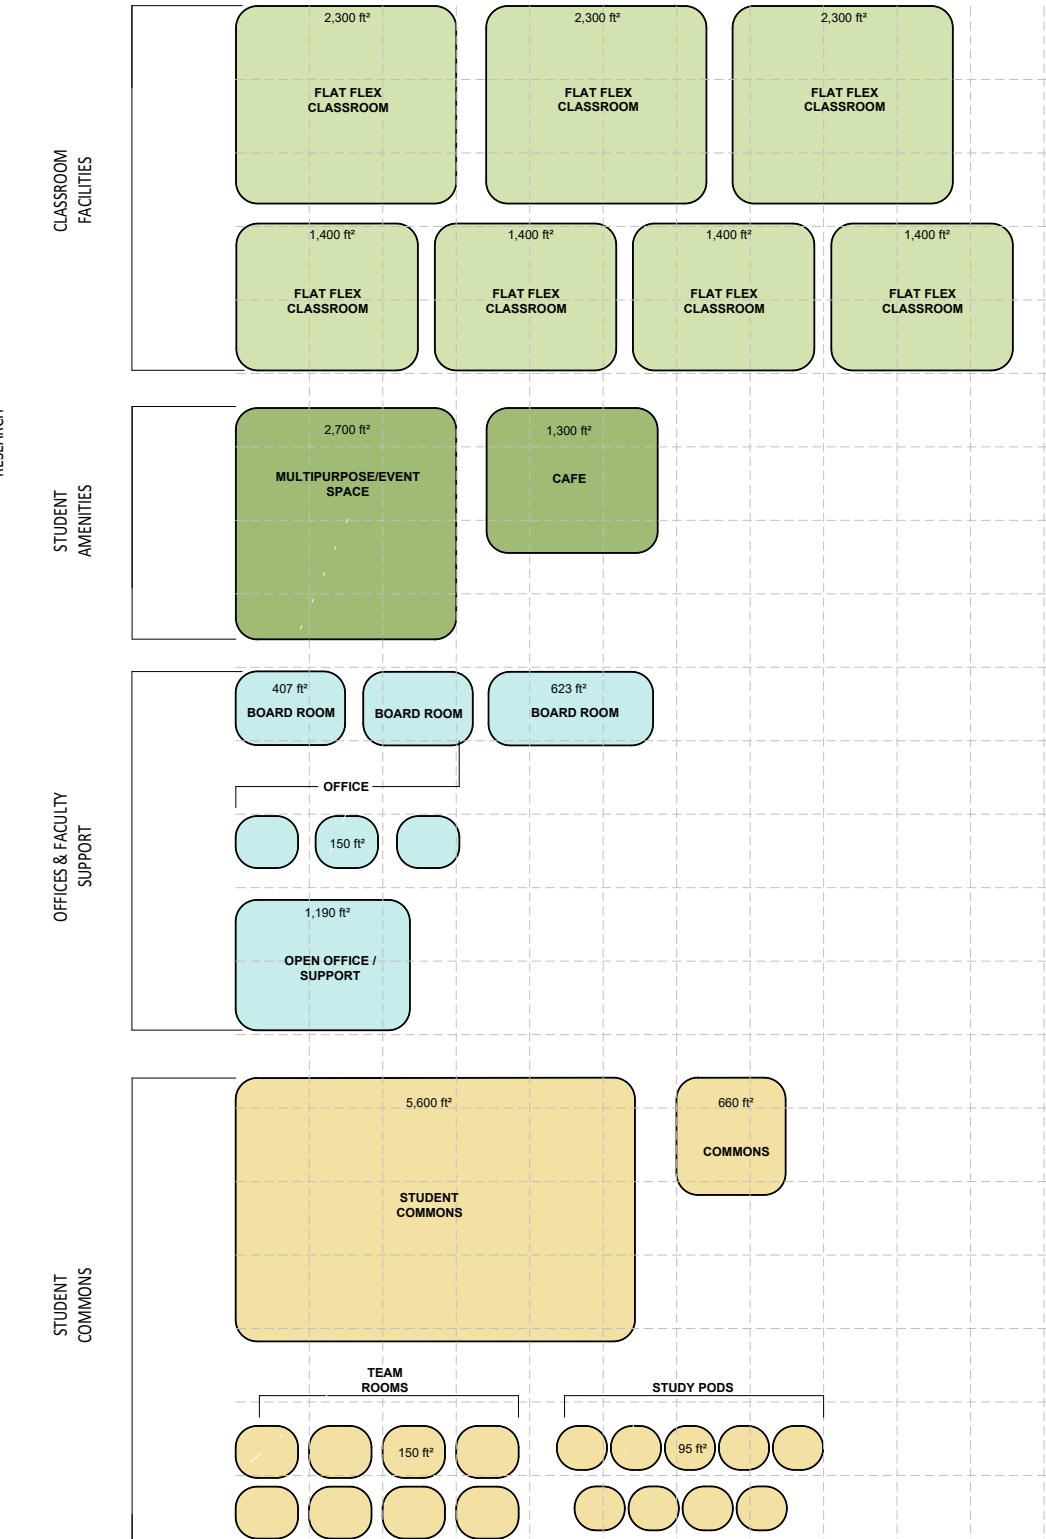 2,300 ft²
2,300 ft²
2,300 ft²
FLAT FLEX
CLASSROOM
FLAT FLEX
CLASSROOM
FLAT FLEX
CLASSROOM
CLASSROOM
FACILITIES
1,400 ft²
1,400 ft²
1,400 ft²
1,400 ft²
FLAT FLEX
CLASSROOM
FLAT FLEX
CLASSROOM
FLAT FLEX
CLASSROOM
FLAT FLEX
CLASSROOM
RESEARCH
STUDENT
AMENITIES
2,700 ft²
MULTIPURPOSE/EVENT
SPACE
1,300 ft²
CAFE
OFFICES & FACULTY
SUPPORT
407 ft²
BOARD ROOM
BOARD ROOM
623 ft²
BOARD ROOM
OFFICE
150 ft²
1,190 ft²
OPEN OFFICE /
SUPPORT
STUDENT
COMMONS
5,600 ft²
STUDENT
COMMONS
660 ft²
COMMONS
TEAM
ROOMS
150 ft²
STUDY PODS
95 ft²